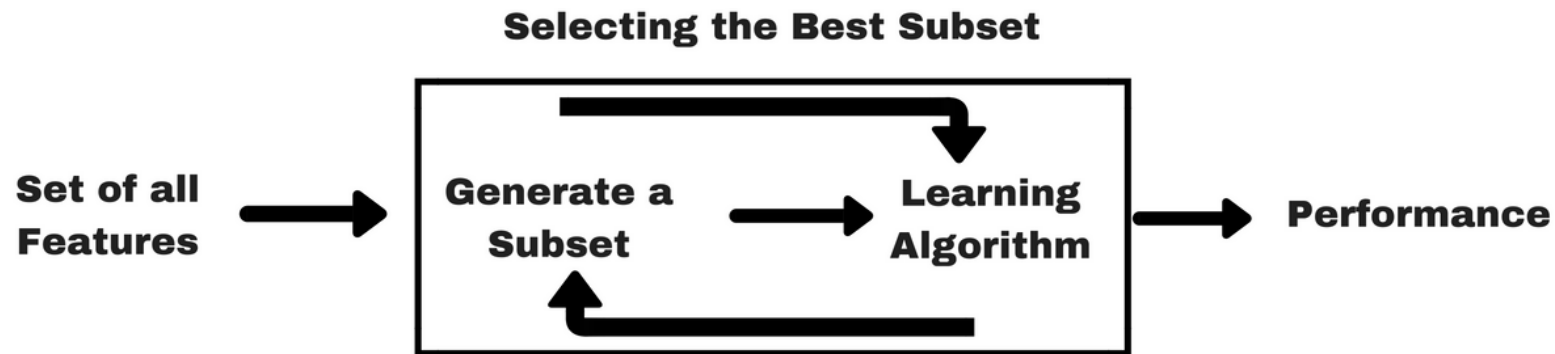 Selecting the Best Subset
Set of all
Features
Generate a
Subset
Learning
Algorithm
Performance